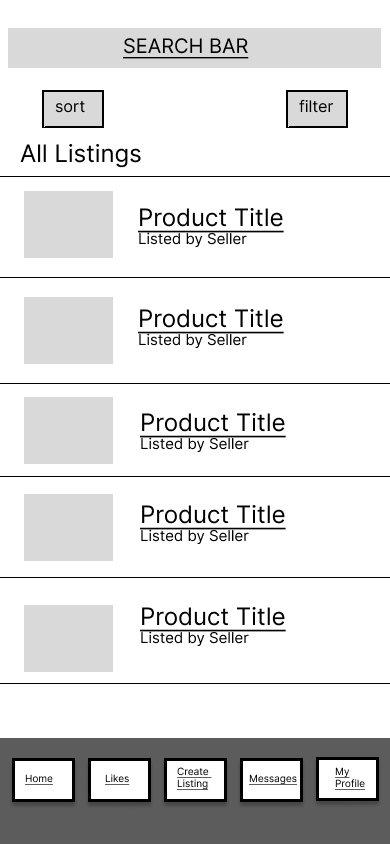 SEARCH BAR
sort
filter
All Listings
Product Title
Listed by Seller
Product Title
Listed by Seller
Product Title
Listed by Seller
Product Title
Listed by Seller
Product Title
Listed by Seller
Home
Likes
Create
Listing
Messages
My
Profile